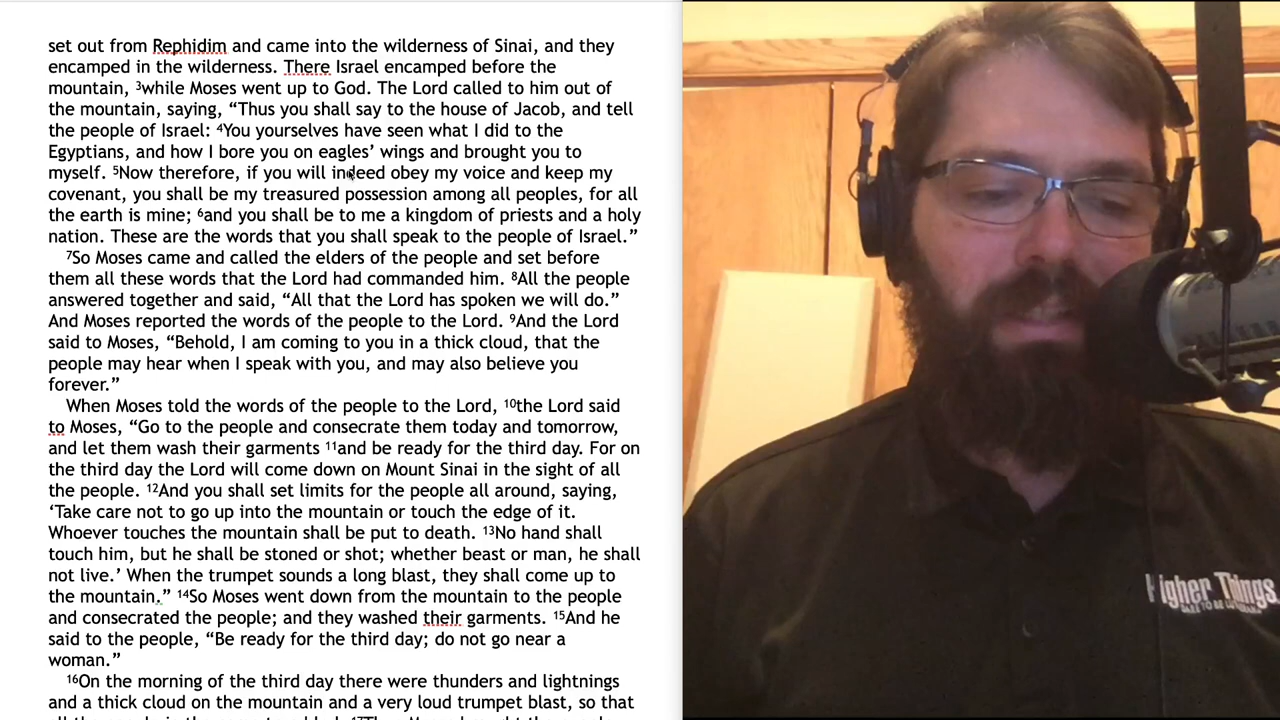 set out from Rephidim and came into the wilderness of Sinai, and they
encamped in the wilderness. There Israel encamped before the
mountain, ³while Moses went up to God. The Lord called to him out of
the mountain, saying, “Thus you shall say to the house of Jacob, and tell
the people of Israel: ⁴You yourselves have seen what I did to the
Egyptians, and how I bore you on eagles’ wings and brought you to
myself. ⁵Now therefore, if you will indeed obey my voice and keep my
covenant, you shall be my treasured possession among all peoples, for all
the earth is mine; ⁶and you shall be to me a kingdom of priests and a holy
nation. These are the words that you shall speak to the people of Israel.”
⁷So Moses came and called the elders of the people and set before
them all these words that the Lord had commanded him. ⁸All the people
answered together and said, “All that the Lord has spoken we will do.”
And Moses reported the words of the people to the Lord. ⁹And the Lord
said to Moses, “Behold, I am coming to you in a thick cloud, that the
people may hear when I speak with you, and may also believe you
forever.”
When Moses told the words of the people to the Lord, ¹⁰the Lord said
to Moses, “Go to the people and consecrate them today and tomorrow,
and let them wash their garments ¹¹and be ready for the third day. For on
the third day the Lord will come down on Mount Sinai in the sight of all
the people. ¹²And you shall set limits for the people all around, saying,
‘Take care not to go up into the mountain or touch the edge of it.
Whoever touches the mountain shall be put to death. ¹³No hand shall
touch him, but he shall be stoned or shot; whether beast or man, he shall
not live.’ When the trumpet sounds a long blast, they shall come up to
the mountain.” ¹⁴So Moses went down from the mountain to the people
and consecrated the people; and they washed their garments. ¹⁵And he
said to the people, “Be ready for the third day; do not go near a
woman.”
¹⁶On the morning of the third day there were thunders and lightnings
and a thick cloud on the mountain and a very loud trumpet blast, so that
Higher Things
DARE TO BE LUTHERAN